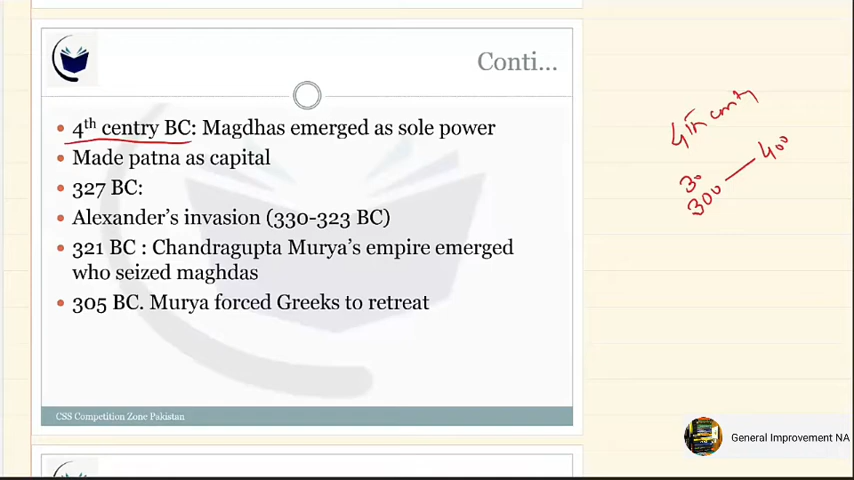 Conti...
• 4th centry BC: Magdhas emerged as sole power
• Made patna as capital
• 327 BC:
• Alexander's invasion (330-323 BC)
• 321 BC : Chandragupta Murya's empire emerged
who seized maghdas
• 305 BC. Murya forced Greeks to retreat
CSS Competition Zone Pakistan
4th
30
300 — 400
General Improvement NA